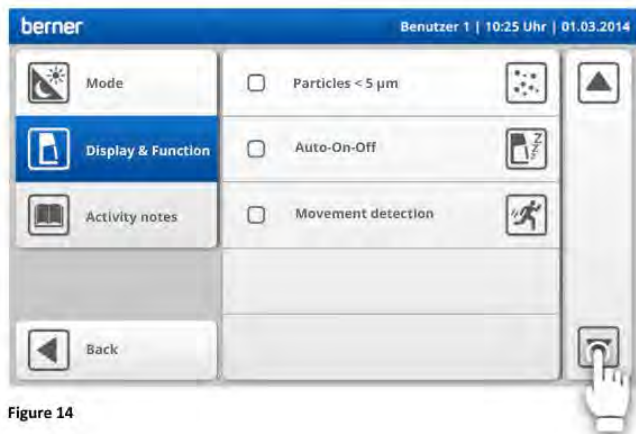 berner
Benutzer 1 | 10:25 Uhr | 01.03.2014
Mode
Particles < 5 μm
Display & Function
Auto-On-Off
Activity notes
Movement detection
Back
Figure 14